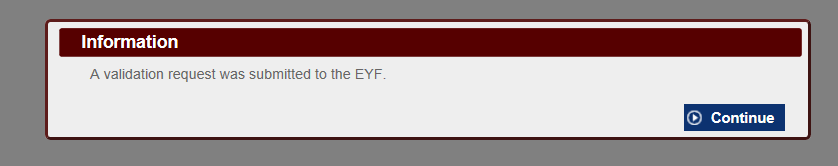 Information
A validation request was submitted to the EYF.
Continue